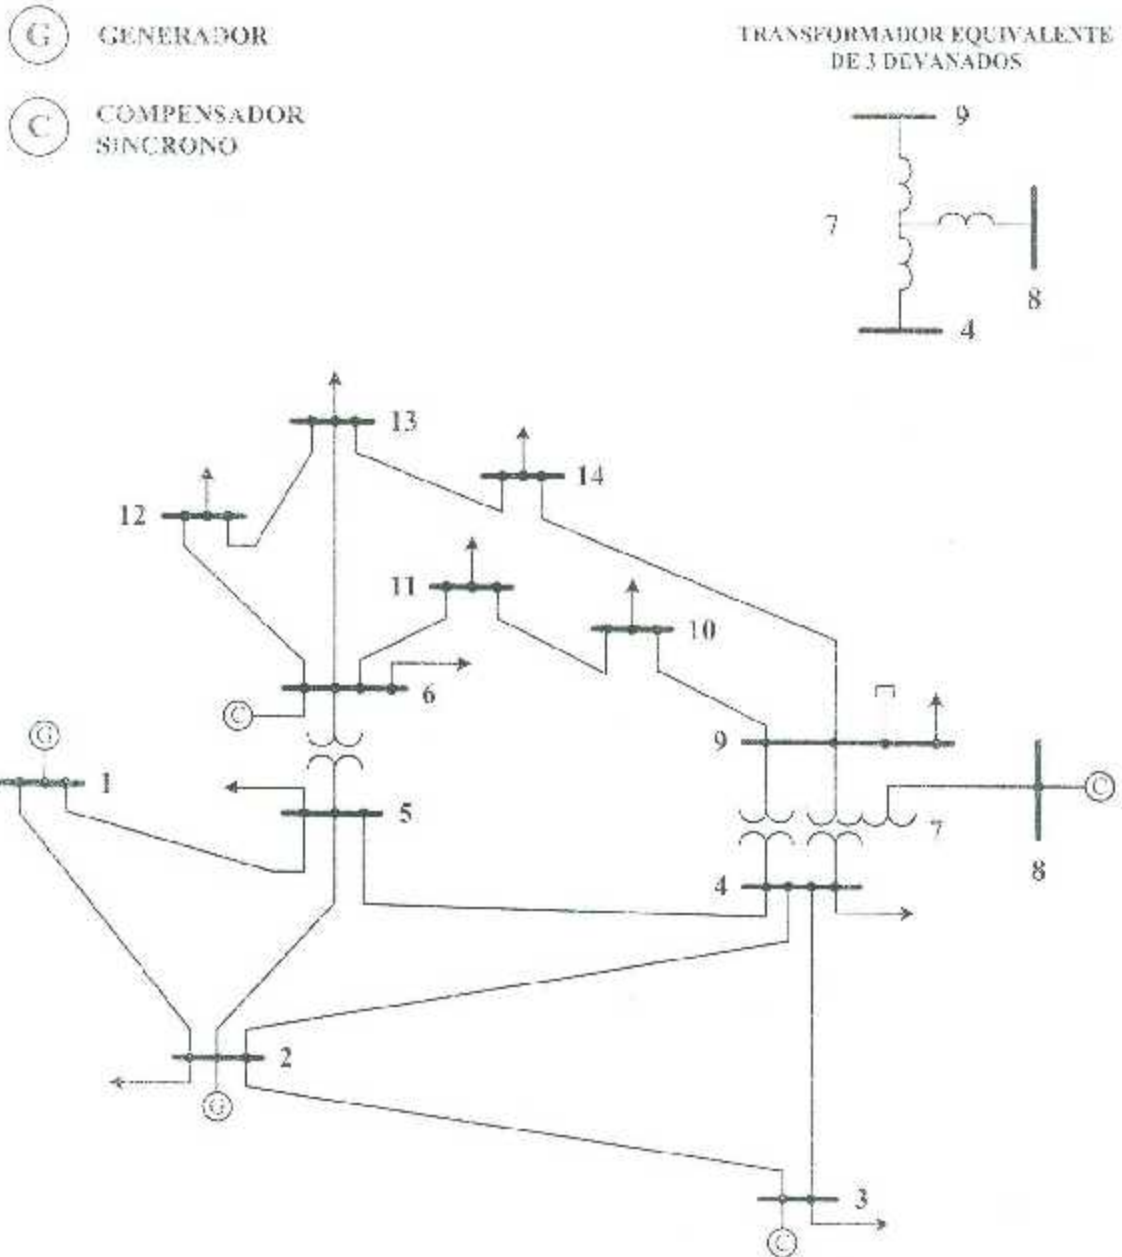 G GENERADOR
C COMPENSADOR
SINCRONO
TRANSFORMADOR EQUIVALENTE
DE 3 DEVANADOS
9
7
8
4
13
14
12
11
10
6
C
G
1
5
9
7
C
8
4
2
G
3
C